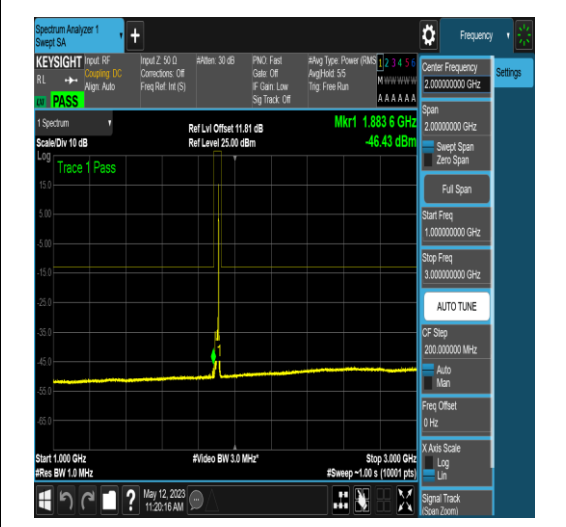 Spectrum Analyzer 1
Swept SA
Frequency
KEYSIGHT
RL
LXI
PASS
Input: RF
Coupling: DC
Align: Auto
Input Z: 50 Ω
Corrections: Off
Freq Ref: Int (S)
#Atten: 30 dB
PNO: Fast
Gate: Off
IF Gain: Low
Sig Track: Off
#Avg Type: Power (RMS
Avg|Hold: 5/5
Trig: Free Run
1 2 3 4 5 6
M W W W W W
A A A A A A
1 Spectrum
Scale/Div 10 dB
Ref Lvl Offset 11.81 dB
Ref Level 25.00 dBm
Mkr1 1.883 6 GHz
-46.43 dBm
Log
Trace 1 Pass
15.0
5.00
-5.00
-15.0
-25.0
-35.0
-45.0
-55.0
-65.0
1
Start 1.000 GHz
#Res BW 1.0 MHz
#Video BW 3.0 MHz*
Stop 3.000 GHz
#Sweep ~1.00 s (10001 pts)
May 12, 2023
11:20:16 AM
Center Frequency
2.000000000 GHz
Settings
Span
2.00000000 GHz
Swept Span
Zero Span
Full Span
Start Freq
1.000000000 GHz
Stop Freq
3.000000000 GHz
AUTO TUNE
CF Step
200.000000 MHz
Auto
Man
Freq Offset
0 Hz
X Axis Scale
Log
Lin
Signal Track
(Span Zoom)